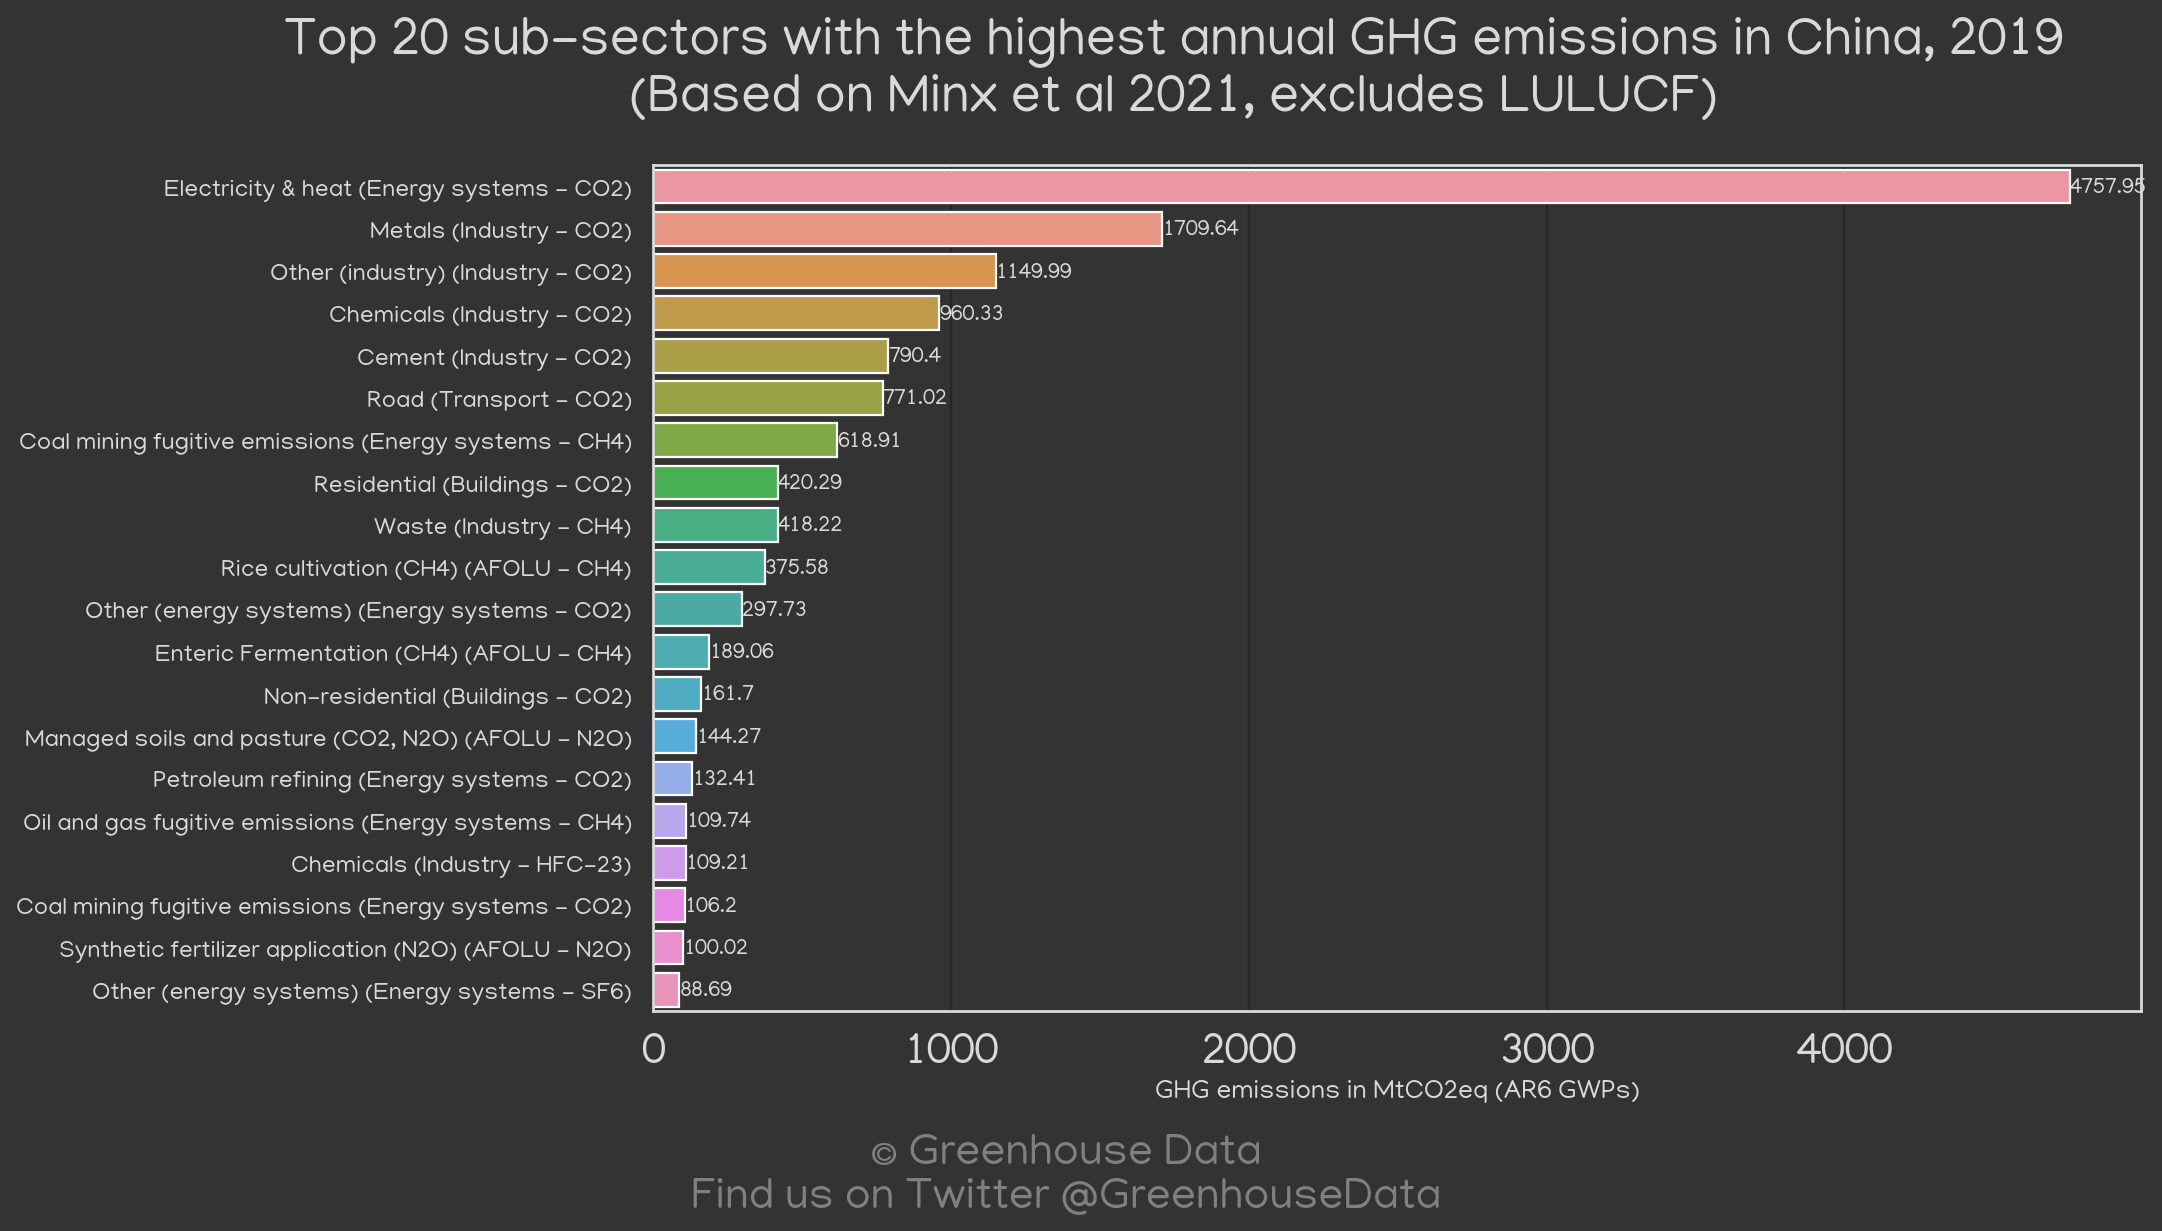 Top 20 sub-sectors with the highest annual GHG emissions in China, 2019
(Based on Minx et al 2021, excludes LULUCF)
Electricity & heat (Energy systems - CO2) 4757.95
Metals (Industry - CO2) 1709.64
Other (industry) (Industry - CO2) 1149.99
Chemicals (Industry - CO2) 960.33
Cement (Industry - CO2) 790.4
Road (Transport - CO2) 771.02
Coal mining fugitive emissions (Energy systems - CH4) 618.91
Residential (Buildings - CO2) 420.29
Waste (Industry - CH4) 418.22
Rice cultivation (CH4) (AFOLU - CH4) 375.58
Other (energy systems) (Energy systems - CO2) 297.73
Enteric Fermentation (CH4) (AFOLU - CH4) 189.06
Non-residential (Buildings - CO2) 161.7
Managed soils and pasture (CO2, N2O) (AFOLU - N2O) 144.27
Petroleum refining (Energy systems - CO2) 132.41
Oil and gas fugitive emissions (Energy systems - CH4) 109.74
Chemicals (Industry - HFC-23) 109.21
Coal mining fugitive emissions (Energy systems - CO2) 106.2
Synthetic fertilizer application (N2O) (AFOLU - N2O) 100.02
Other (energy systems) (Energy systems - SF6) 88.69
0 1000 2000 3000 4000
GHG emissions in MtCO2eq (AR6 GWPs)
© Greenhouse Data
Find us on Twitter @GreenhouseData